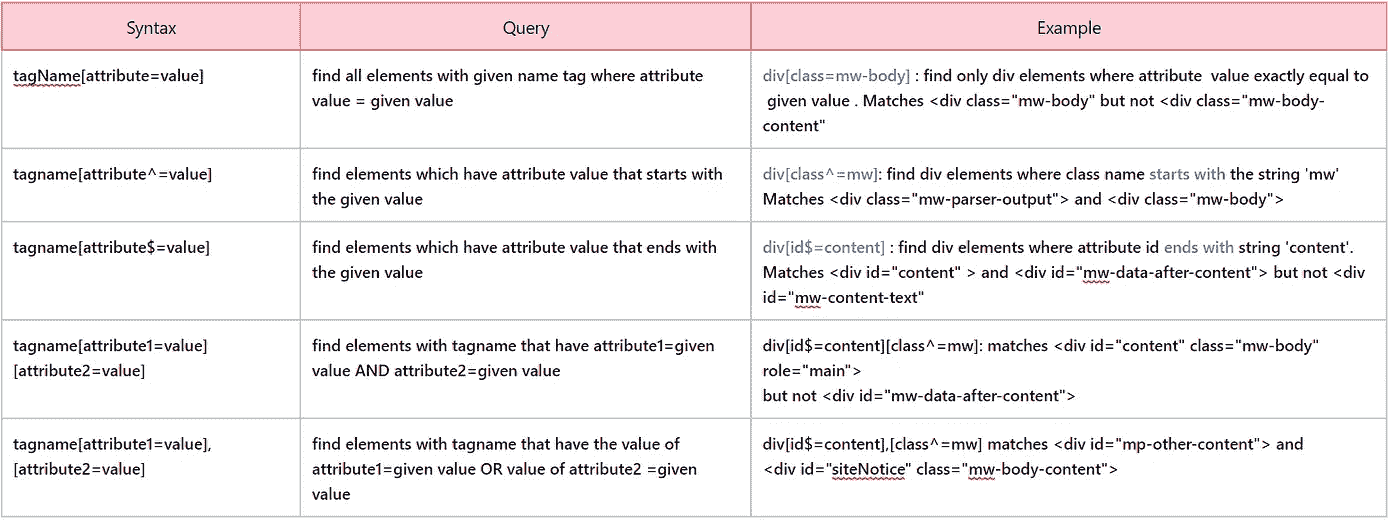 Syntax Query Example
tagName[attribute=value]
find all elements with given name tag where attribute
value = given value
div[class=mw-body] : find only div elements where attribute  value exactly equal to
given value . Matches <div class="mw-body" but not <div class="mw-body-
content"
tagname[attribute^=value]
find elements which have attribute value that starts with
the given value
div[class^=mw]: find div elements where class name starts with the string 'mw'
Matches <div class="mw-parser-output"> and <div class="mw-body">
tagname[attribute$=value]
find elements which have attribute value that ends with
the given value
div[id$=content] : find div elements where attribute id ends with string 'content'.
Matches <div id="content" > and <div id="mw-data-after-content"> but not <div
id="mw-content-text"
tagname[attribute1=value]
[attribute2=value]
find elements with tagname that have attribute1=given
value AND attribute2=given value
div[id$=content][class^=mw]: matches <div id="content" class="mw-body"
role="main">
but not <div id="mw-data-after-content">
tagname[attribute1=value],
[attribute2=value]
find elements with tagname that have the value of
attribute1=given value OR value of attribute2 =given
value
div[id$=content],[class^=mw] matches <div id="mp-other-content"> and
<div id="siteNotice" class="mw-body-content">